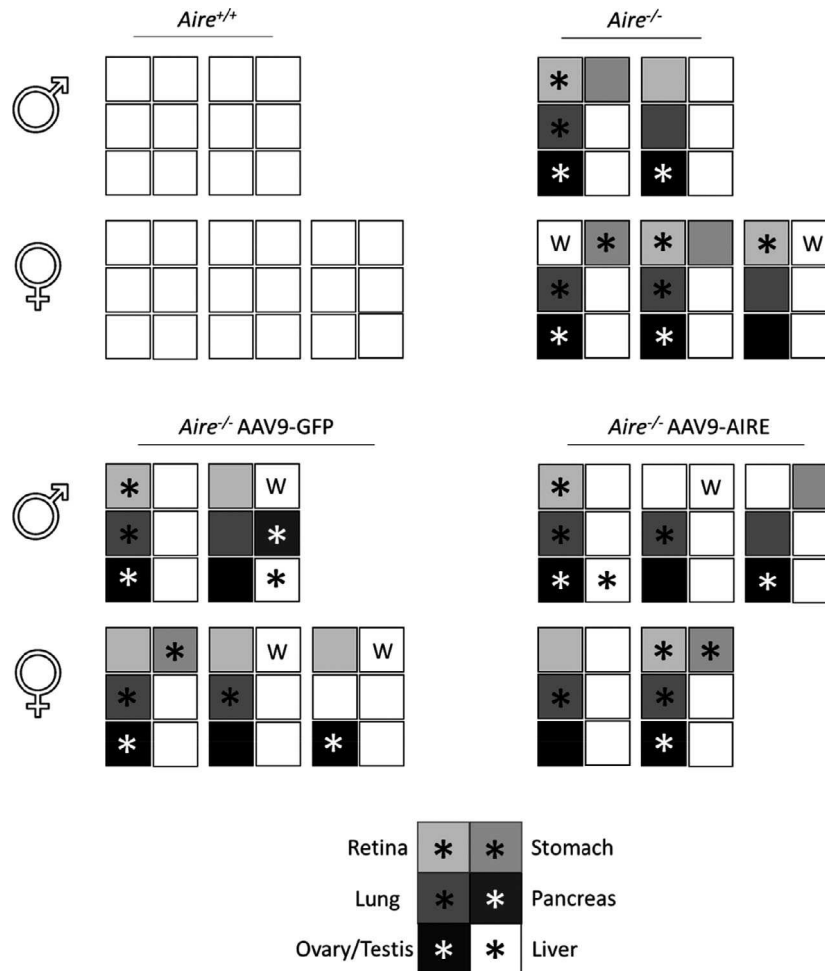 Aire+/+ Aire-/-
* *
* *
* *
W * * * W
* *
* *
Aire-/- AAV9-GFP Aire-/- AAV9-AIRE
* W * W
* * * *
* * * * *
* W W * *
* * * *
* * *
Retina * * Stomach
Lung * * Pancreas
Ovary/Testis * * Liver